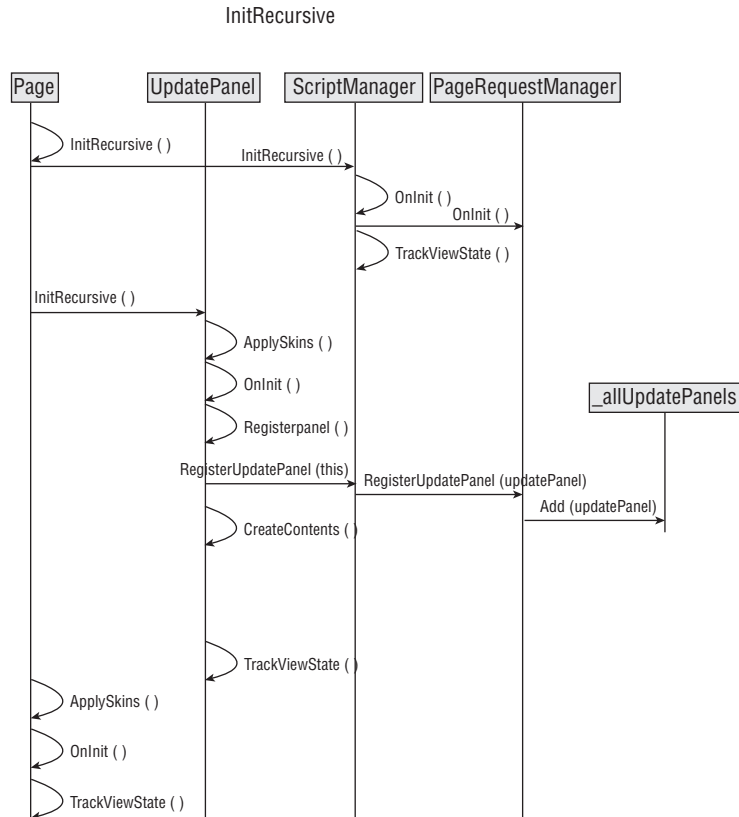 InitRecursive
Page
UpdatePanel
ScriptManager
PageRequestManager
InitRecursive ( )
InitRecursive ( )
OnInit ( )
OnInit ( )
TrackViewState ( )
InitRecursive ( )
ApplySkins ( )
OnInit ( )
_allUpdatePanels
Registerpanel ( )
RegisterUpdatePanel (this)
RegisterUpdatePanel (updatePanel)
Add (updatePanel)
CreateContents ( )
TrackViewState ( )
ApplySkins ( )
OnInit ( )
TrackViewState ( )